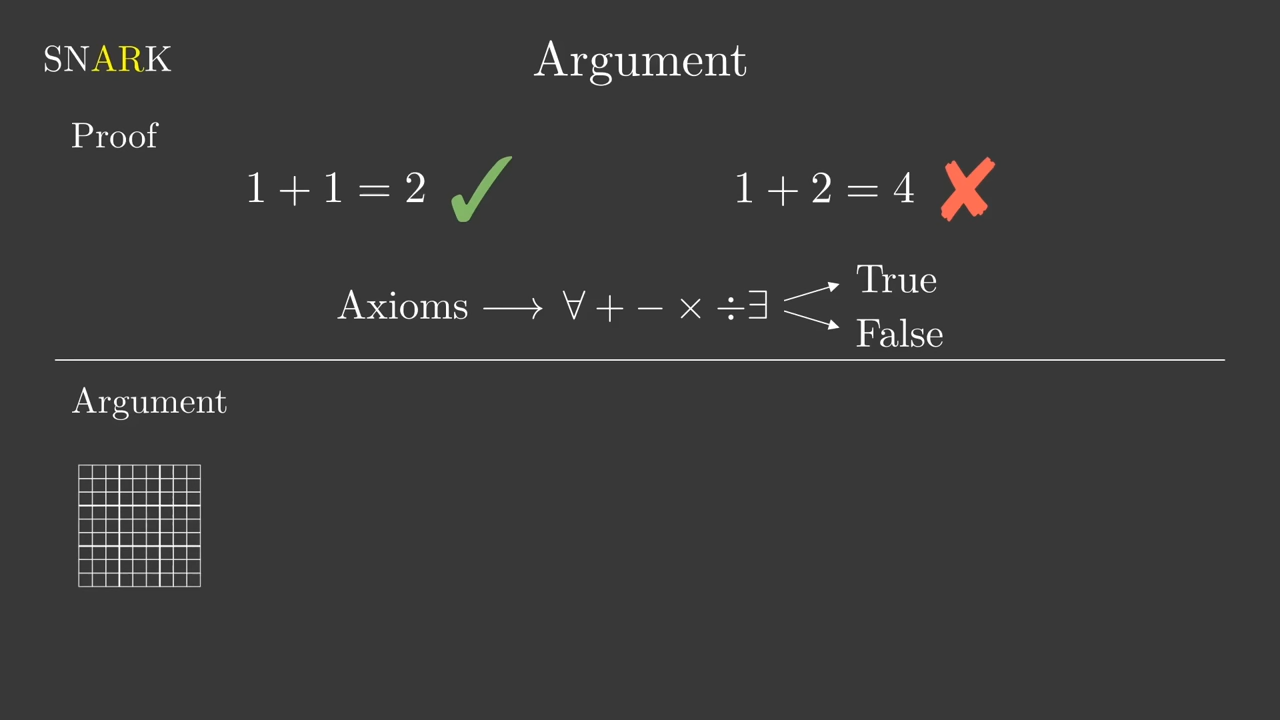 SNARK
Argument
Proof
1 + 1 = 2
1 + 2 = 4
Axioms ⟶ ∀ + − × ÷ ∃
True
False
Argument